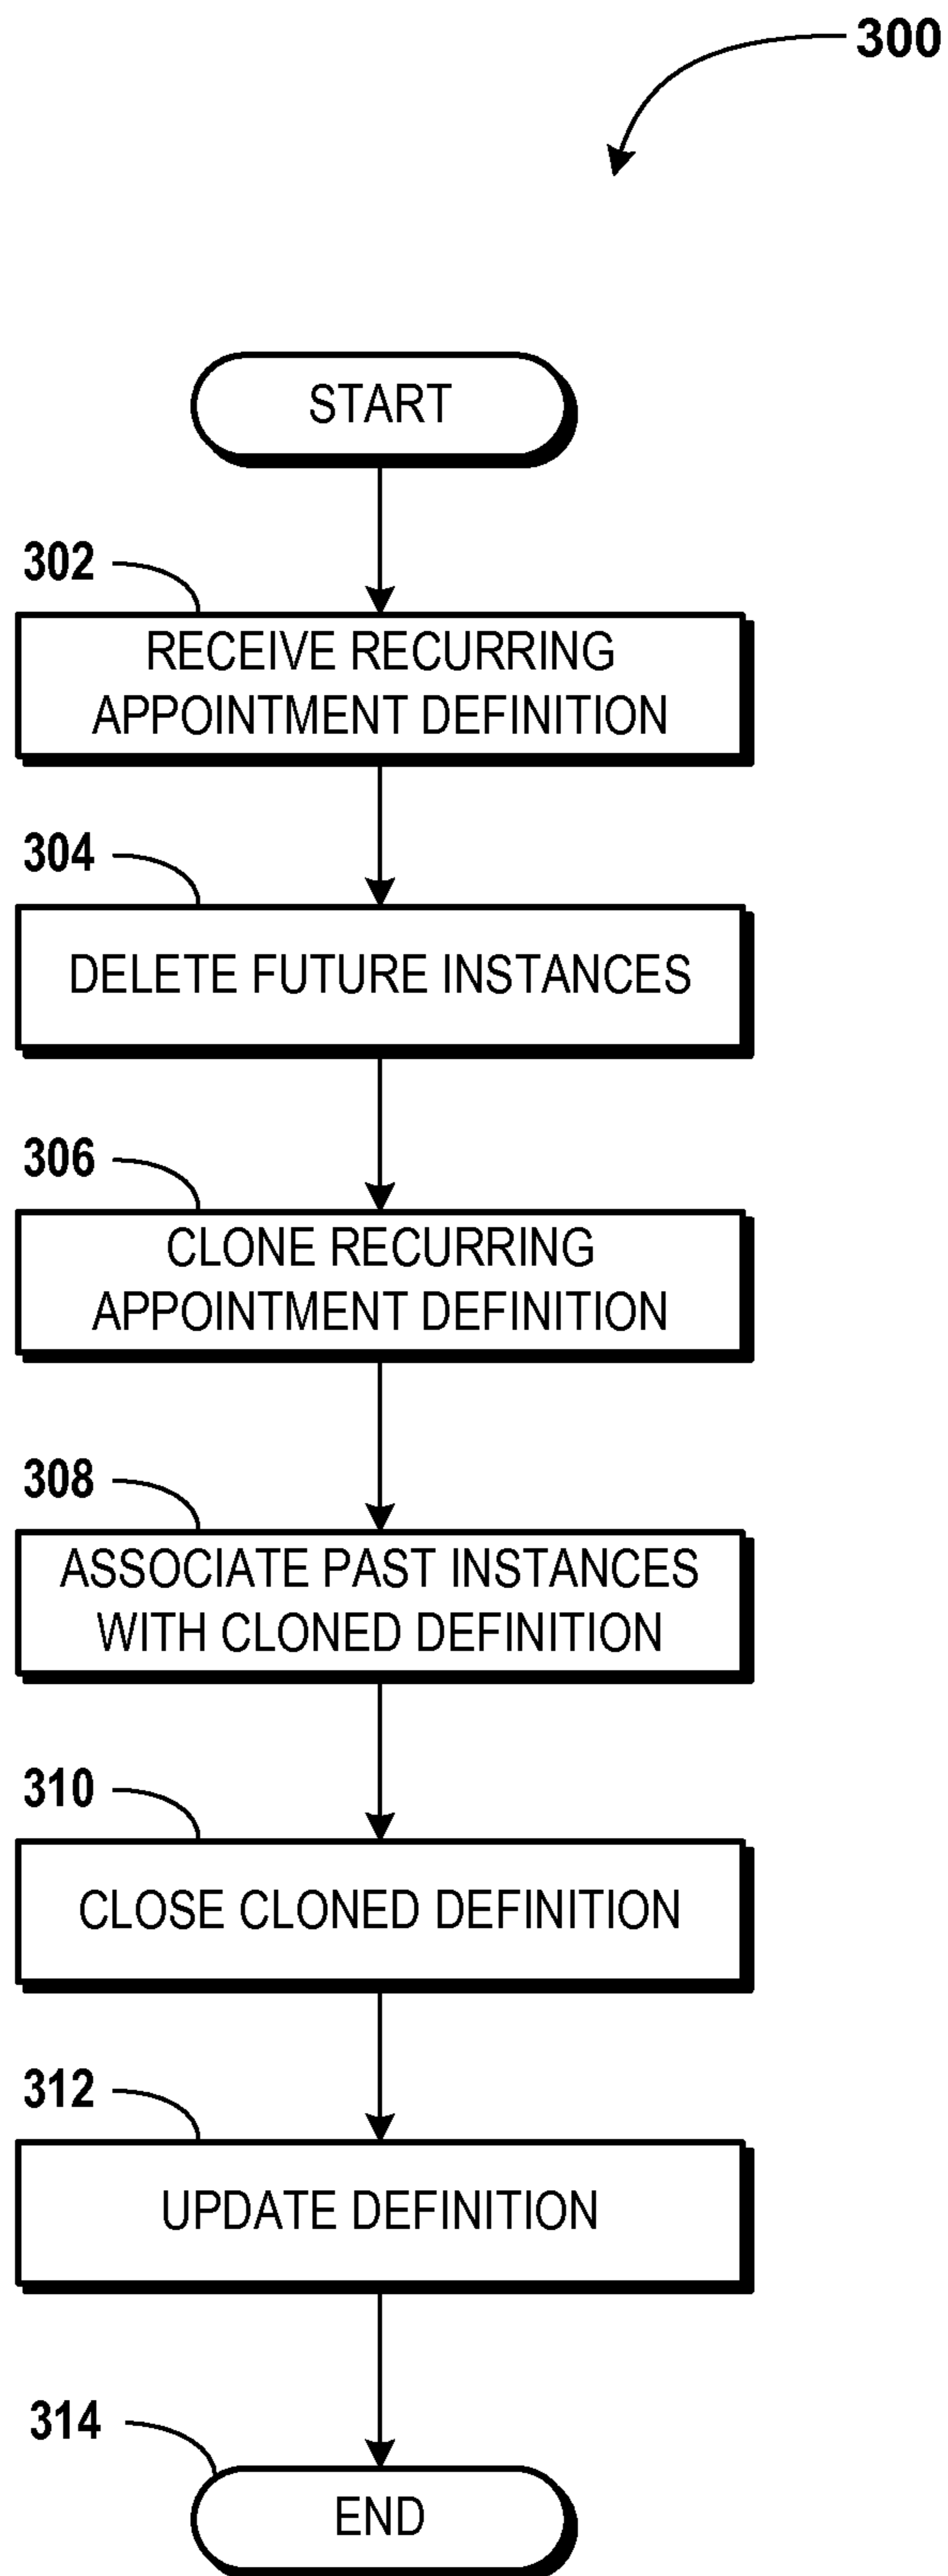 300
START
302
RECEIVE RECURRING
APPOINTMENT DEFINITION
304
DELETE FUTURE INSTANCES
306
CLONE RECURRING
APPOINTMENT DEFINITION
308
ASSOCIATE PAST INSTANCES
WITH CLONED DEFINITION
310
CLOSE CLONED DEFINITION
312
UPDATE DEFINITION
314
END